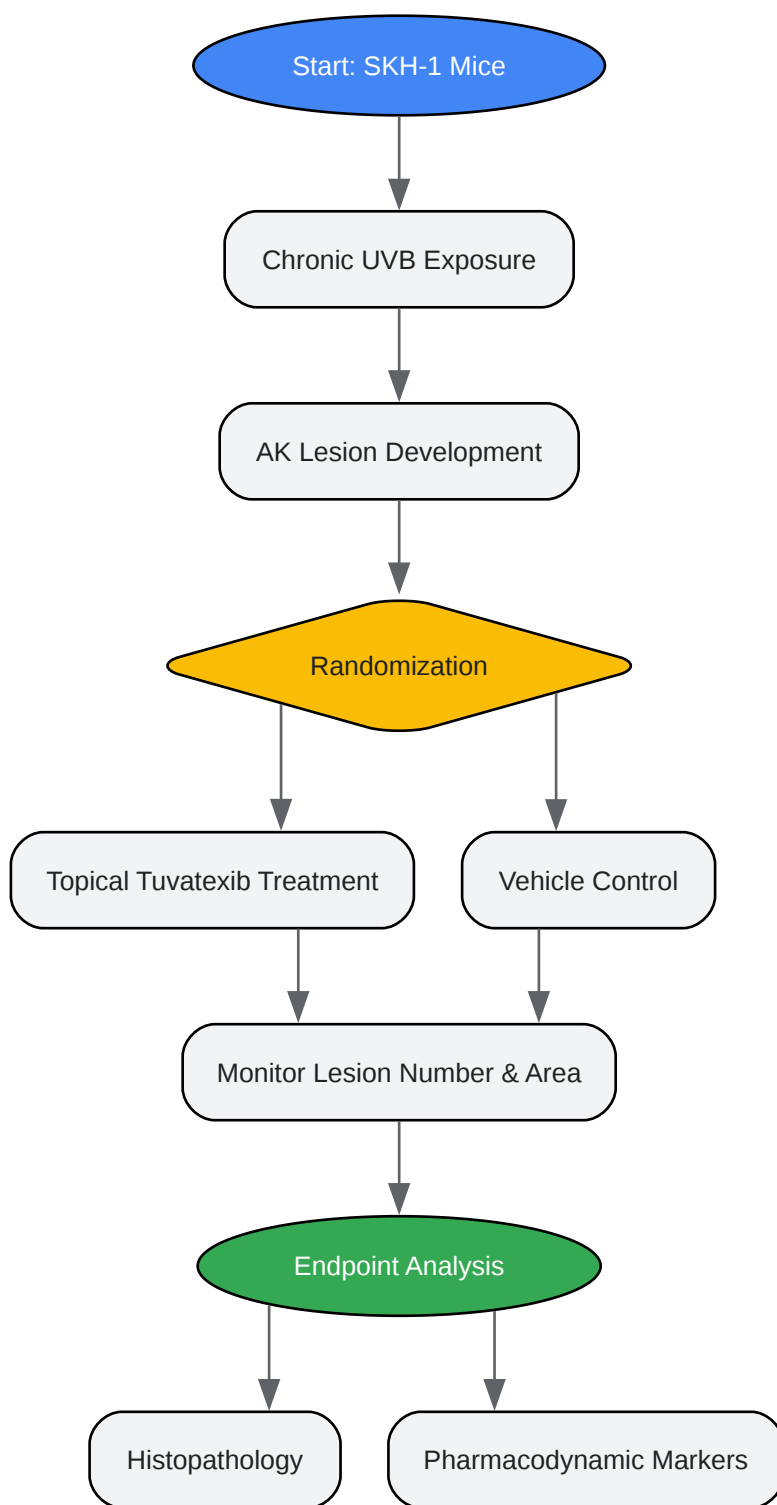 Start: SKH-1 Mice
Chronic UVB Exposure
AK Lesion Development
Randomization
Topical Tuvatexib Treatment
Vehicle Control
Monitor Lesion Number & Area
Endpoint Analysis
Histopathology
Pharmacodynamic Markers